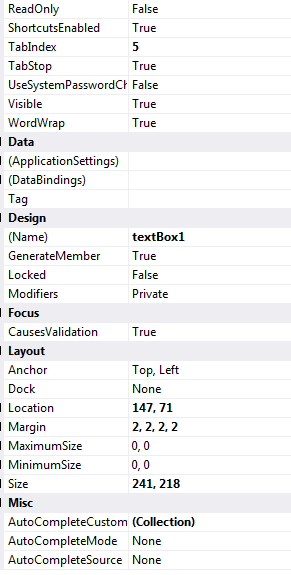 ReadOnly False
ShortcutsEnabled True
TabIndex 5
TabStop True
UseSystemPasswordCh False
Visible True
WordWrap True
Data
(ApplicationSettings)
(DataBindings)
Tag
Design
(Name) textBox1
GenerateMember True
Locked False
Modifiers Private
Focus
CausesValidation True
Layout
Anchor Top, Left
Dock None
Location 147, 71
Margin 2, 2, 2, 2
MaximumSize 0, 0
MinimumSize 0, 0
Size 241, 218
Misc
AutoCompleteCustom (Collection)
AutoCompleteMode None
AutoCompleteSource None